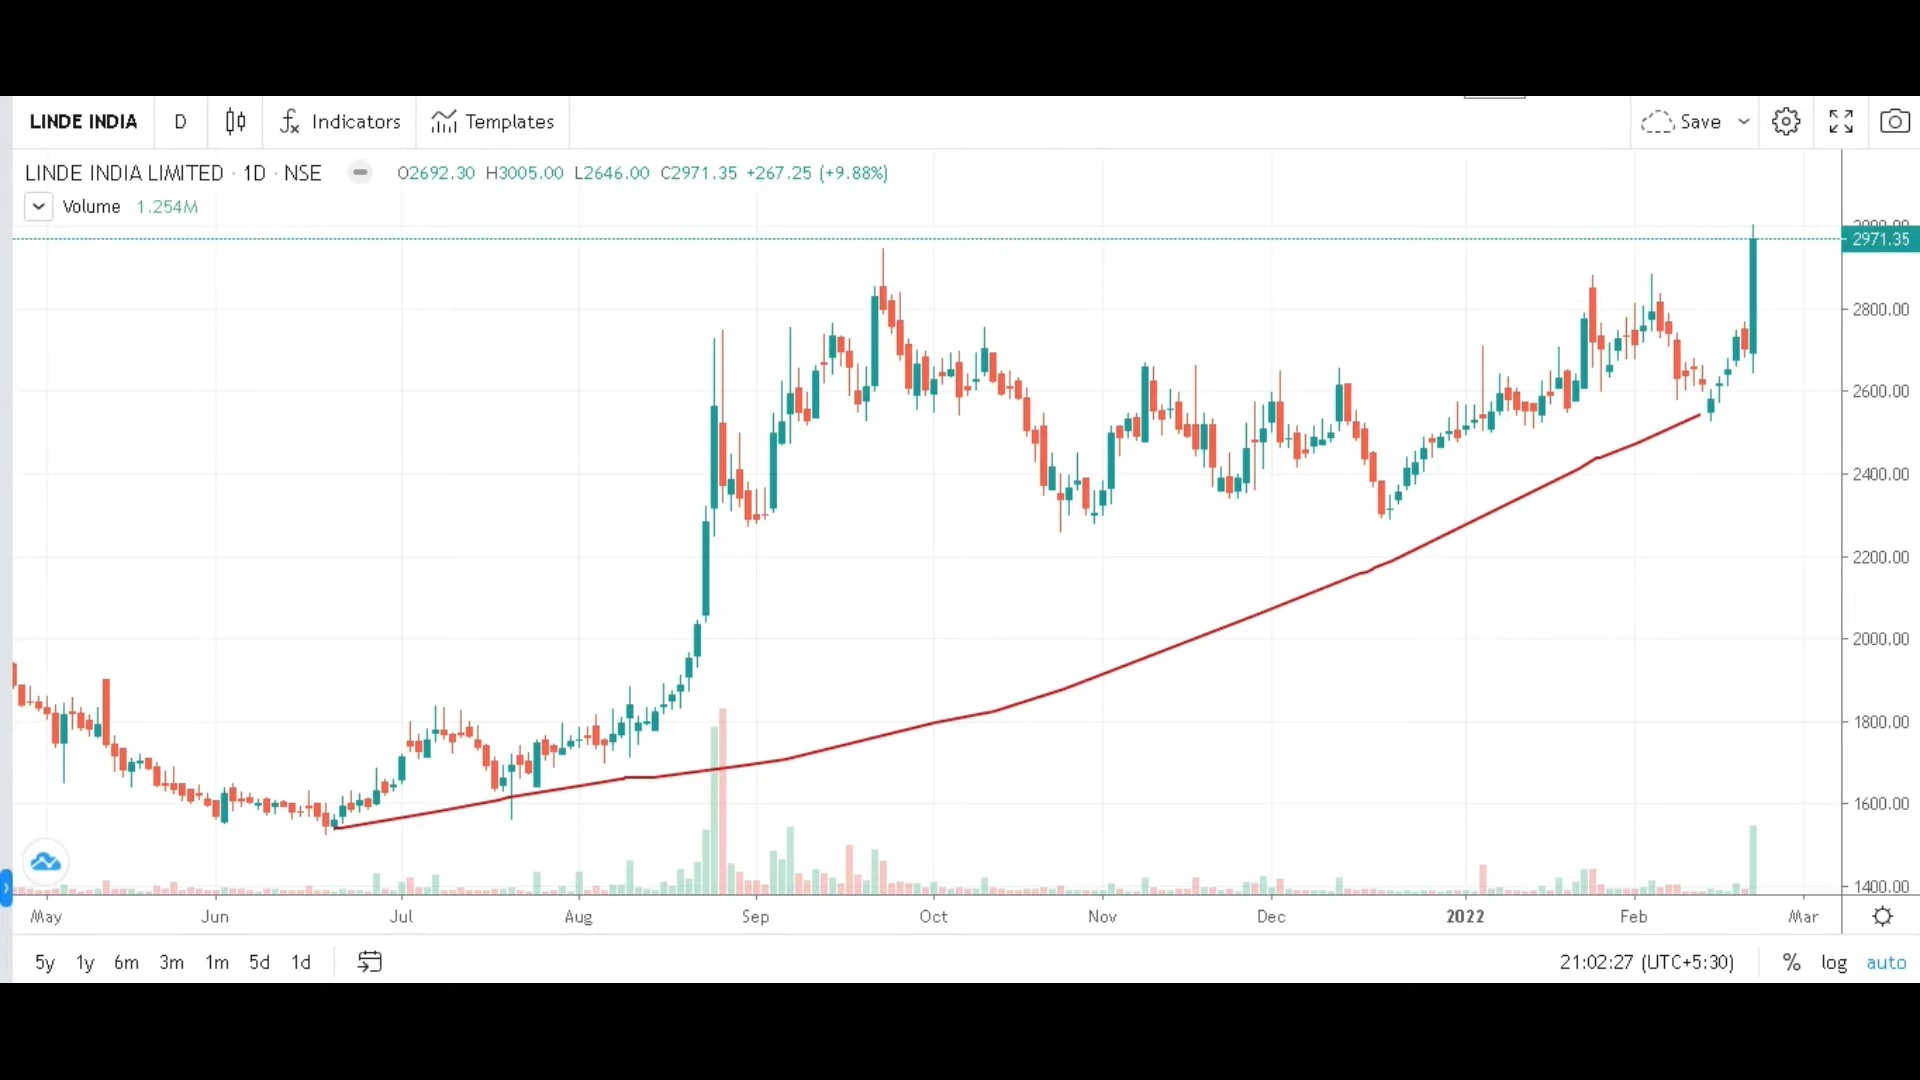 LINDE INDIA D Indicators Templates Save
LINDE INDIA LIMITED · 1D · NSE O2692.30 H3005.00 L2646.00 C2971.35 +267.25 (+9.88%)
Volume 1.254M
2971.35
2800.00
2600.00
2400.00
2200.00
2000.00
1800.00
1600.00
1400.00
May Jun Jul Aug Sep Oct Nov Dec 2022 Feb Mar
5y 1y 6m 3m 1m 5d 1d 21:02:27 (UTC+5:30) % log auto